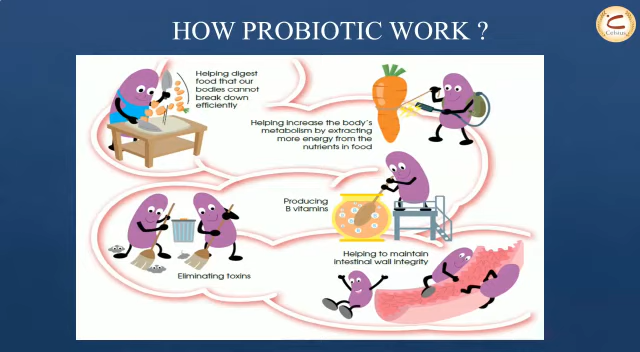 HOW PROBIOTIC WORK ?
Celsius
Helping digest
food that our
bodies cannot
break down
efficiently
Helping increase the body's
metabolism by extracting
more energy from the
nutrients in food
Producing
B vitamins
Eliminating toxins
Helping to maintain
intestinal wall integrity